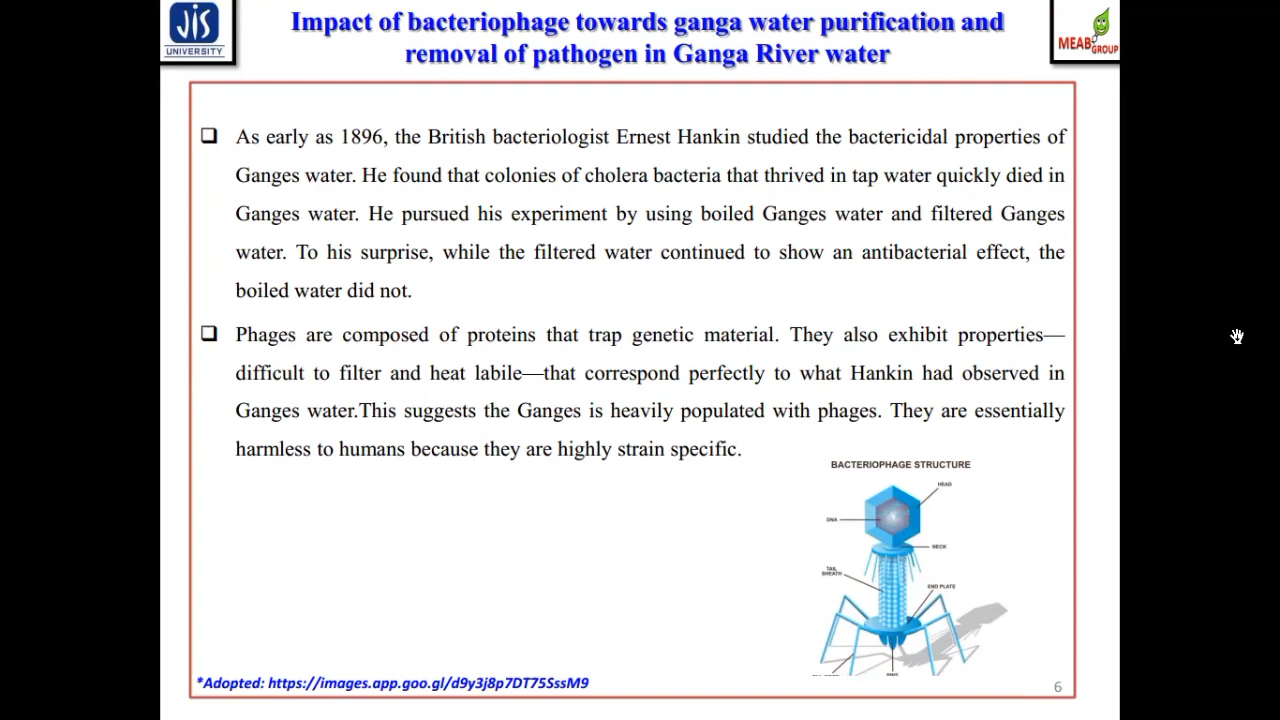 JIS
UNIVERSITY
Impact of bacteriophage towards ganga water purification and
removal of pathogen in Ganga River water
MEAB GROUP
As early as 1896, the British bacteriologist Ernest Hankin studied the bactericidal properties of
Ganges water. He found that colonies of cholera bacteria that thrived in tap water quickly died in
Ganges water. He pursued his experiment by using boiled Ganges water and filtered Ganges
water. To his surprise, while the filtered water continued to show an antibacterial effect, the
boiled water did not.
Phages are composed of proteins that trap genetic material. They also exhibit properties—
difficult to filter and heat labile—that correspond perfectly to what Hankin had observed in
Ganges water.This suggests the Ganges is heavily populated with phages. They are essentially
harmless to humans because they are highly strain specific.
BACTERIOPHAGE STRUCTURE
HEAD
DNA
NECK
TAIL
SHEATH
END PLATE
*Adopted: https://images.app.goo.gl/d9y3j8p7DT75SssM9
6